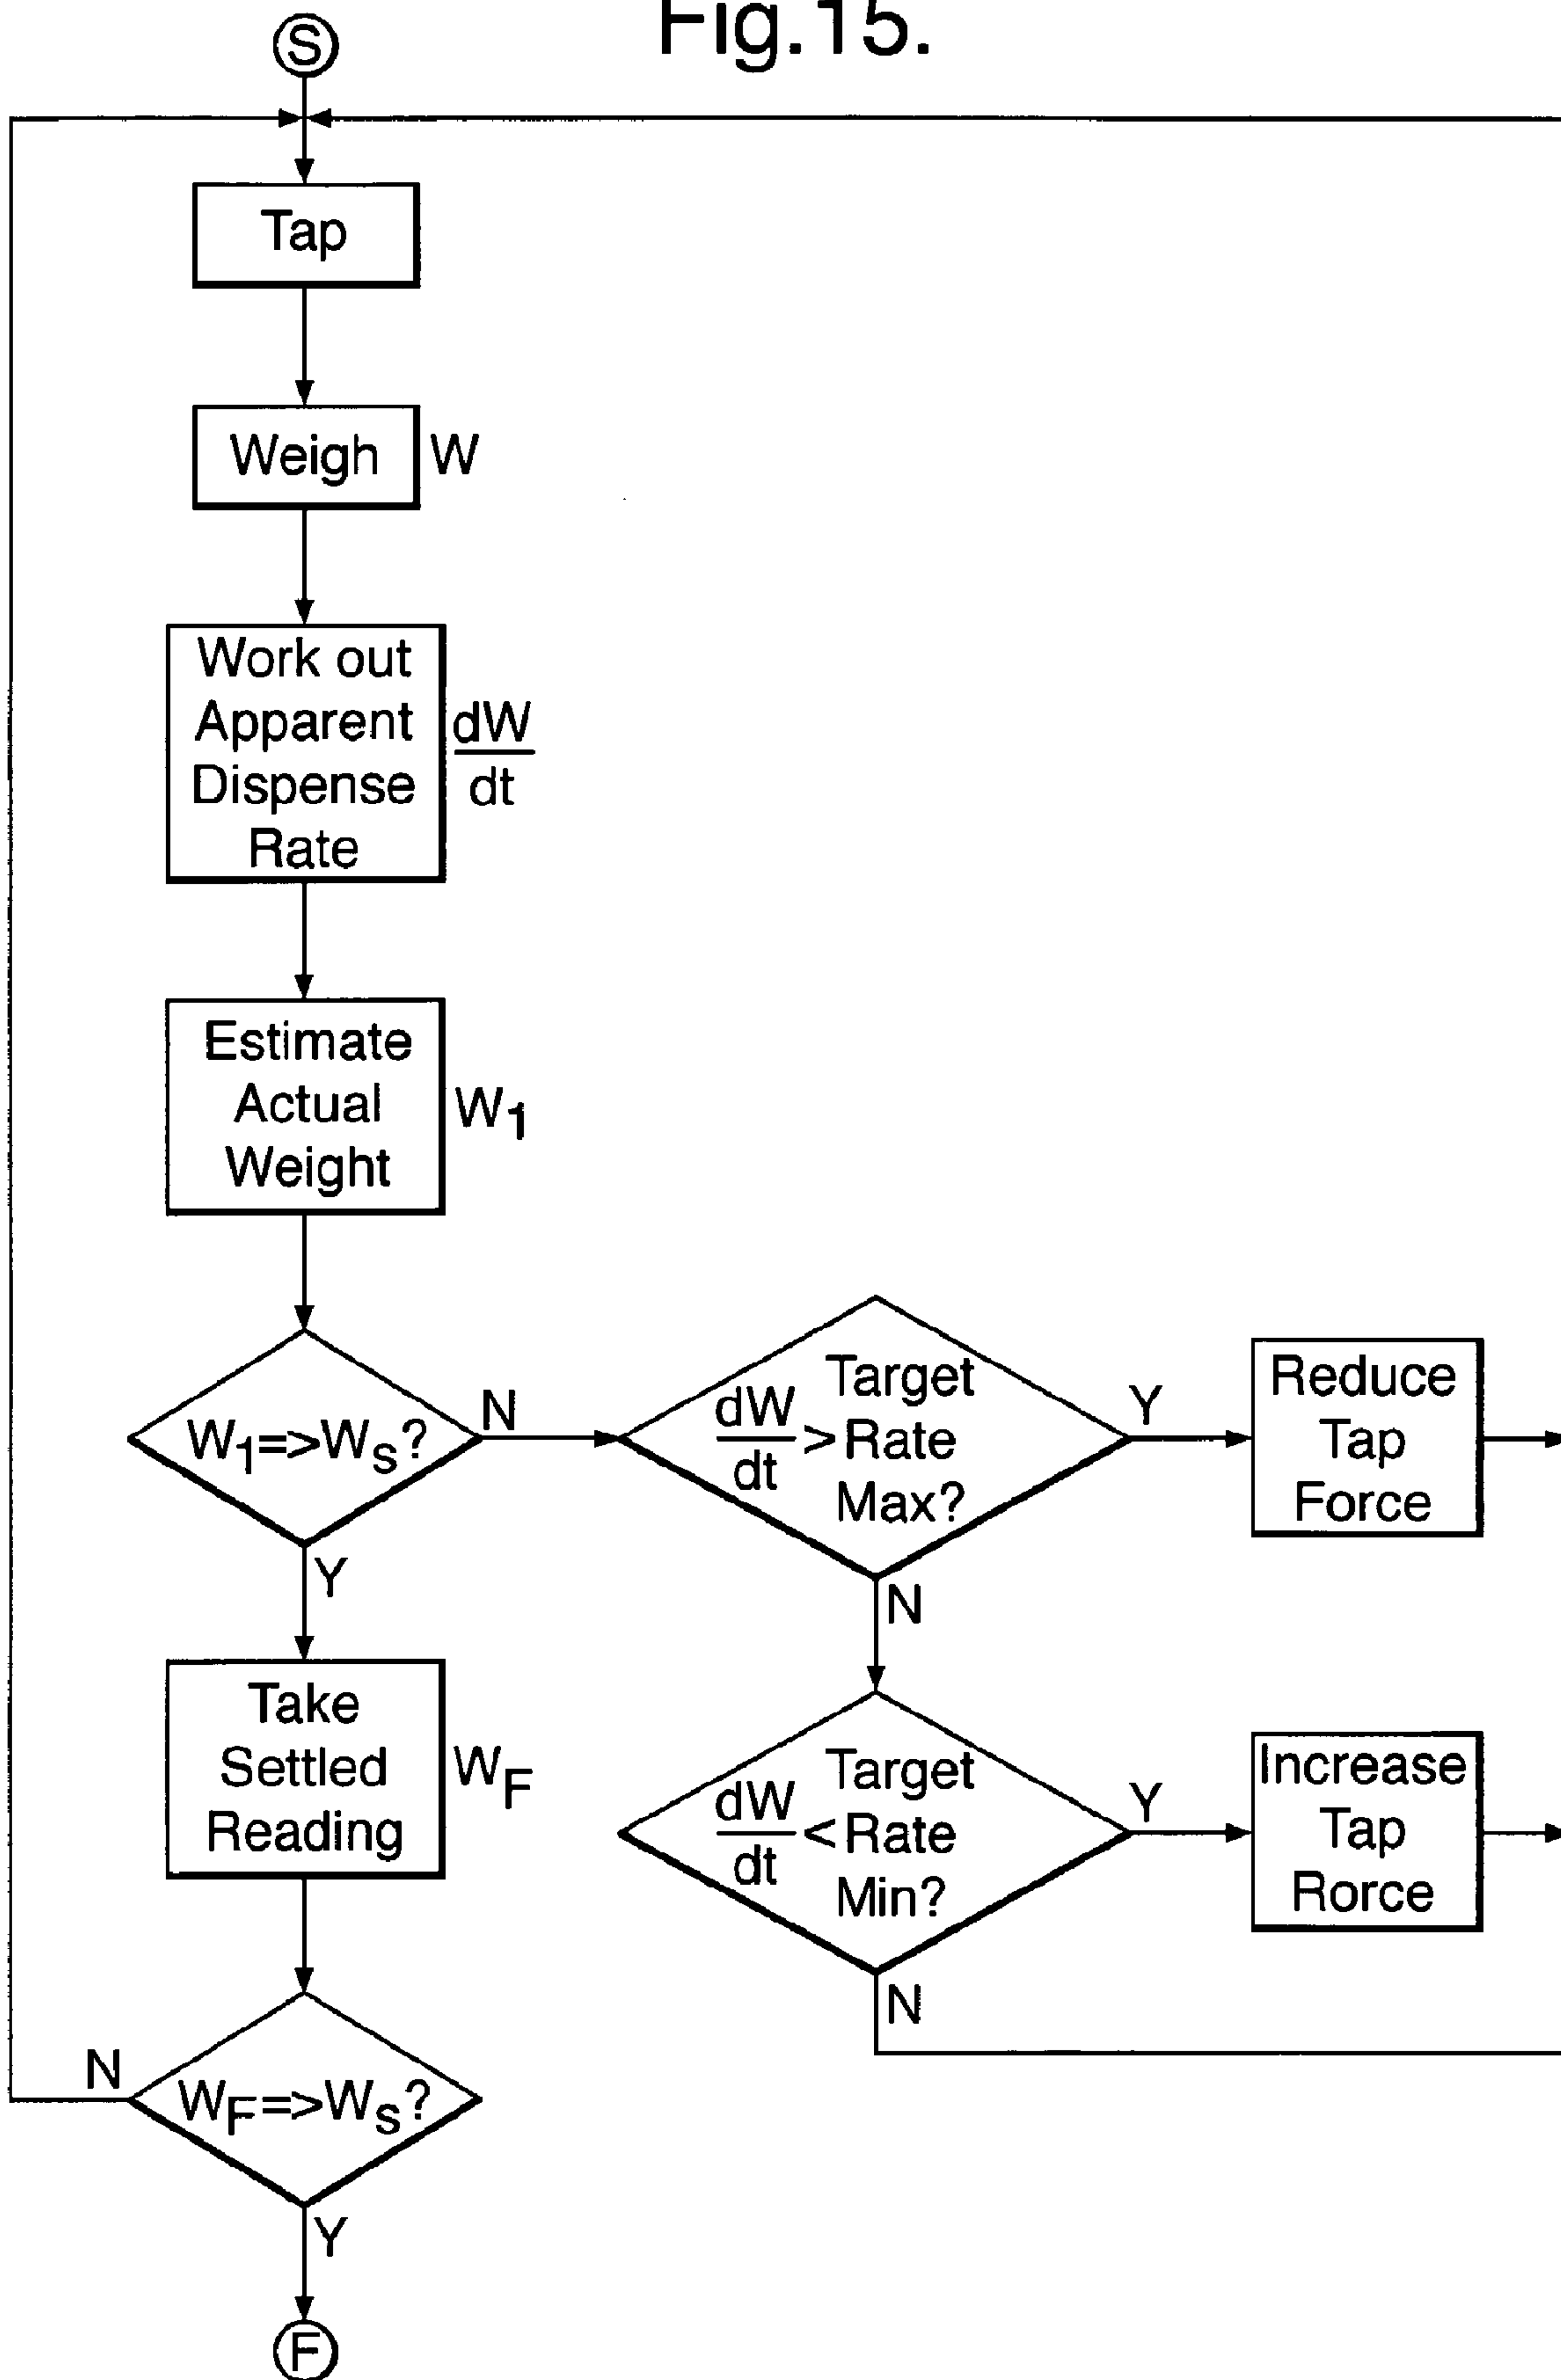 Fig.15.
S
Tap
Weigh W
Work out
Apparent
Dispense
Rate
dW
dt
Estimate
Actual
Weight
W1
W1=>Ws?
N
Y
dW
dt
>
Target
Rate
Max?
Y
N
Reduce
Tap
Force
Take
Settled
Reading
WF
dW
dt
<
Target
Rate
Min?
Y
N
Increase
Tap
Rorce
WF=>Ws?
N
Y
F